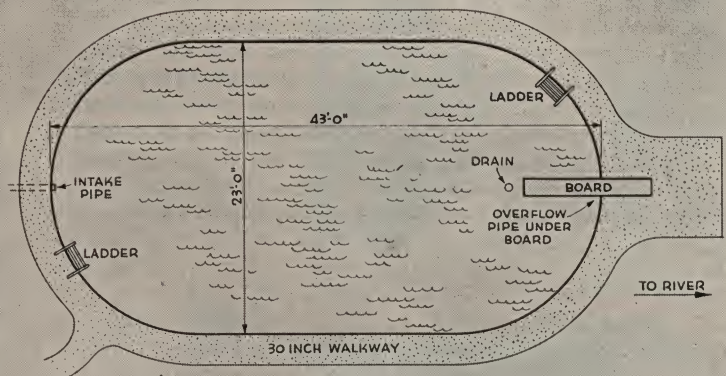 LADDER
43'-0"
DRAIN
INTAKE
PIPE
23'-0"
BOARD
OVERFLOW
PIPE UNDER
BOARD
LADDER
TO RIVER
30 INCH WALKWAY